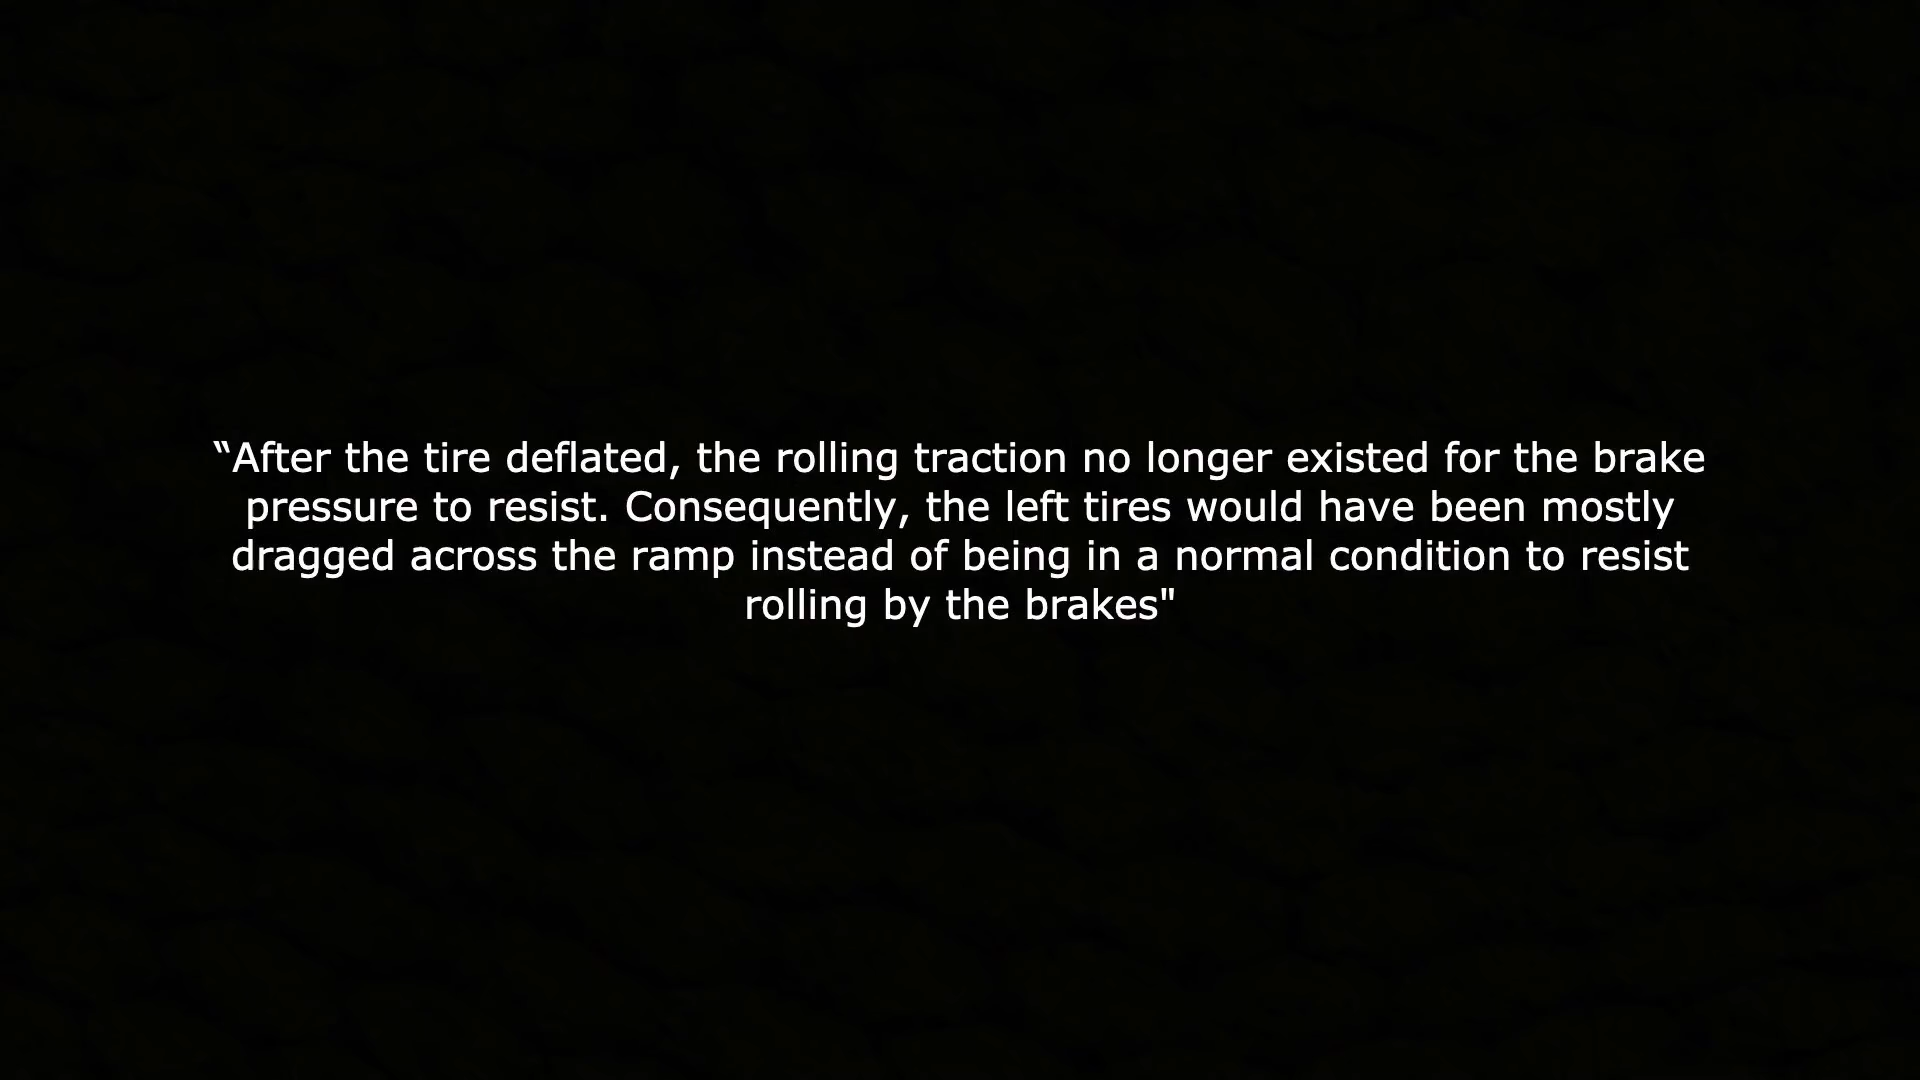 “After the tire deflated, the rolling traction no longer existed for the brake
pressure to resist. Consequently, the left tires would have been mostly
dragged across the ramp instead of being in a normal condition to resist
rolling by the brakes"